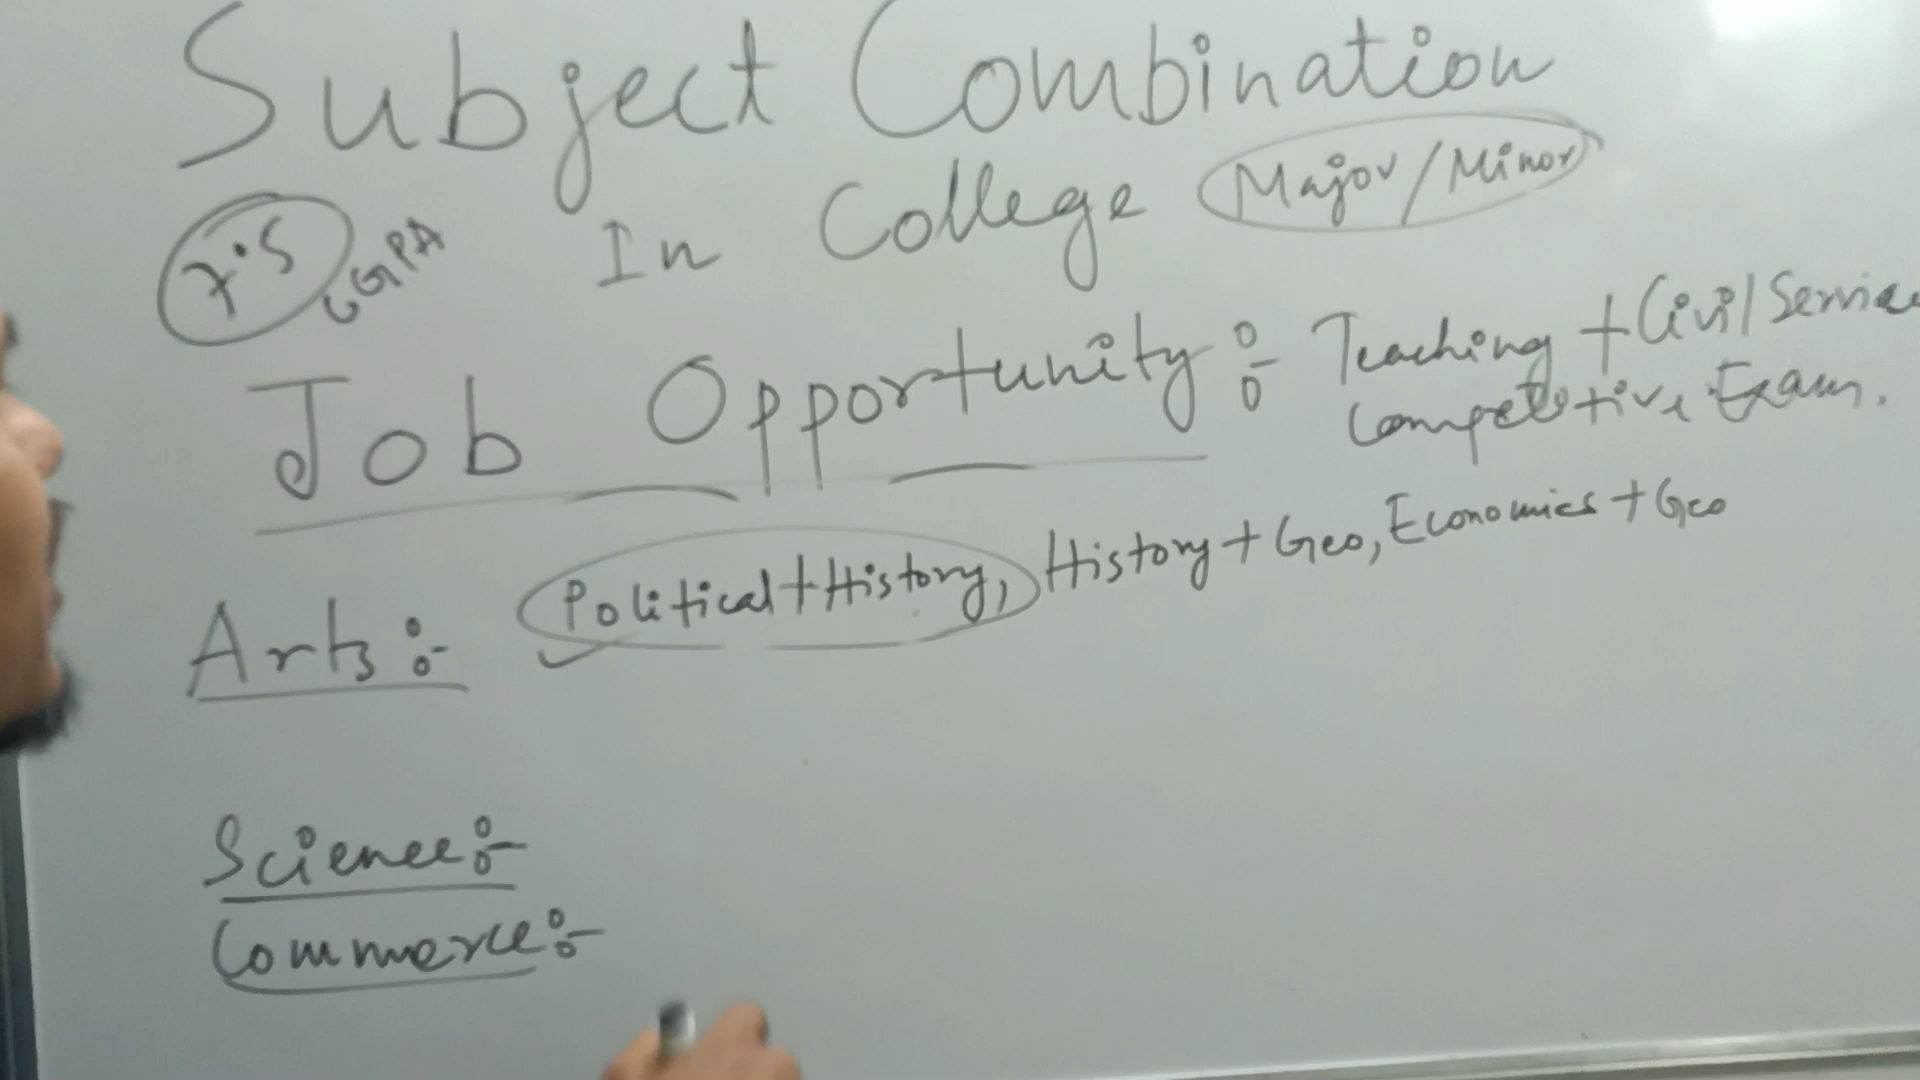 Subject Combination
In College Major/Minor
7.5 CGPA
Job Opportunity:- Teaching + Civil Service
Competetive Exam.
Arts:- Political + History, History + Geo, Economics + Geo
Science:-
Commerce:-